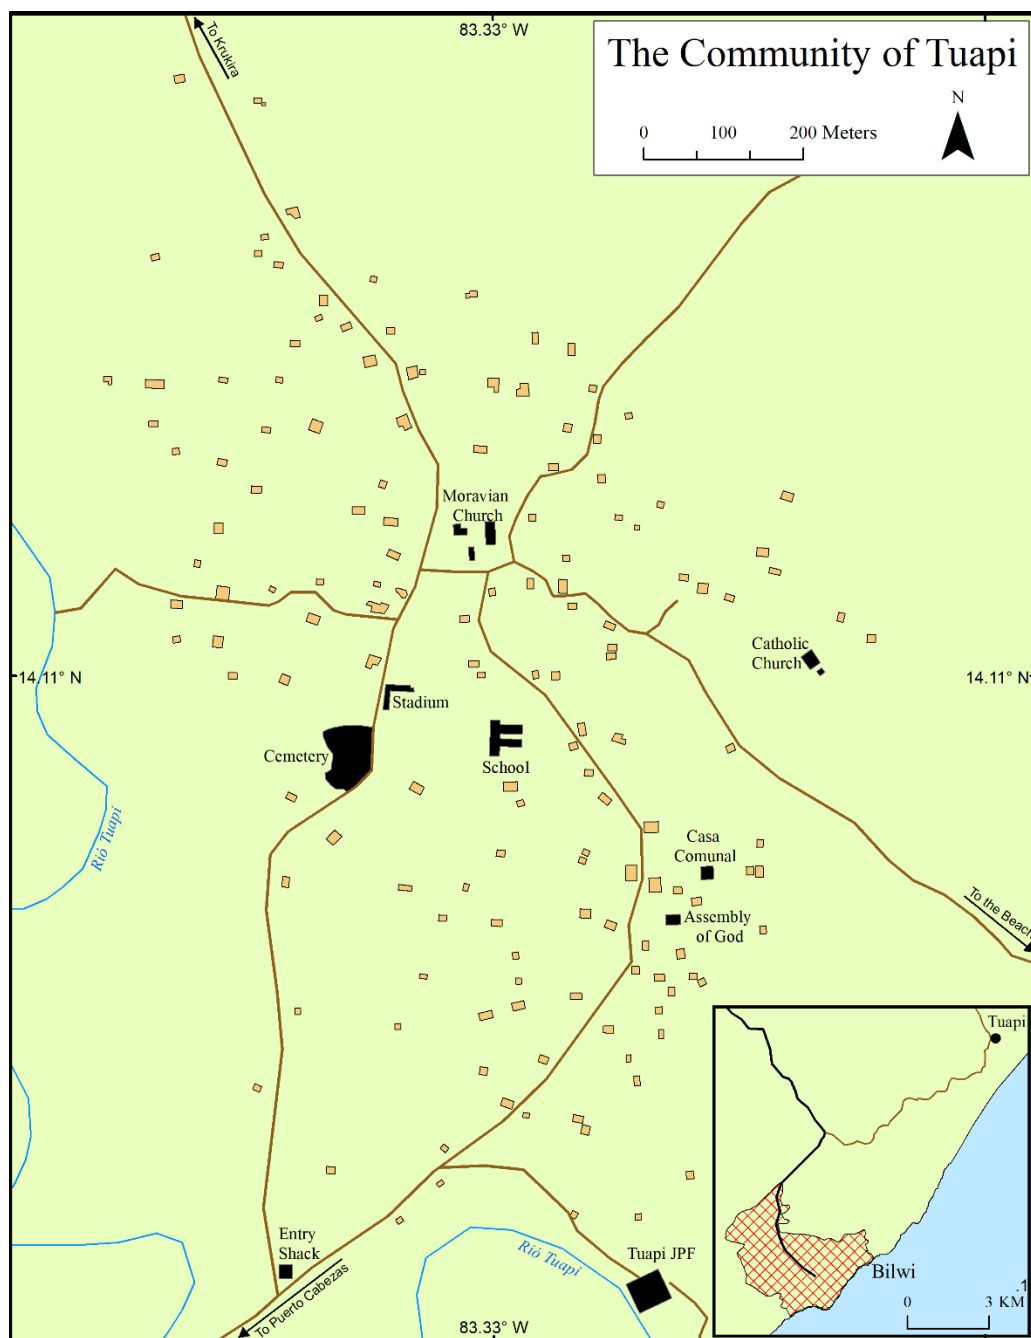 To Krukira
83.33° W
The Community of Tuapi
N
0 100 200 Meters
Moravian
Church
Catholic
Church
14.11° N
14.11° N
Stadium
Cemetery
School
Rió Tuapi
Casa
Comunal
Assembly
of God
To the Beach
Tuapi
Entry
Shack
Rió Tuapi
Tuapi JPF
To Puerto Cabezas
Bilwi
0 3 KM
.1
83.33° W